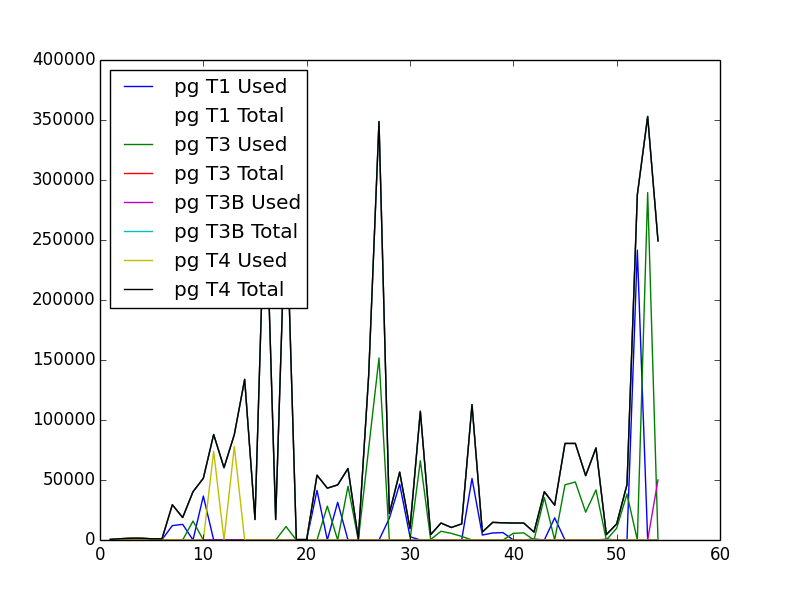 400000
350000
300000
250000
200000
150000
100000
50000
0
pg T1 Used
pg T1 Total
pg T3 Used
pg T3 Total
pg T3B Used
pg T3B Total
pg T4 Used
pg T4 Total
0 10 20 30 40 50 60